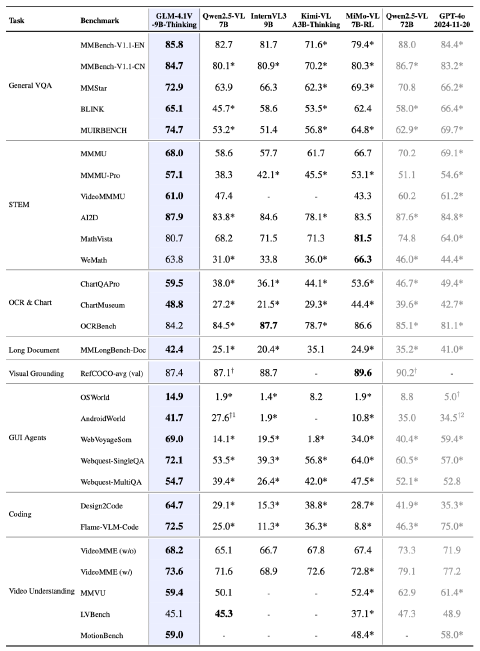 Task Benchmark GLM-4.1V -9B-Thinking Qwen2.5-VL 7B InternVL3 9B Kimi-VL A3B-Thinking MiMo-VL 7B-RL Qwen2.5-VL 72B GPT-4o 2024-11-20
General VQA
MMBench-V1.1-EN 85.8 82.7 81.7 71.6* 79.4* 88.0 84.4*
MMBench-V1.1-CN 84.7 80.1* 80.9* 70.2* 80.3* 86.7* 83.2*
MMStar 72.9 63.9 66.3 62.3* 69.3* 70.8 66.2*
BLINK 65.1 45.7* 58.6 53.5* 62.4 58.0* 66.4*
MUIRBENCH 74.7 53.2* 51.4 56.8* 64.8* 62.9* 69.7*
STEM
MMMU 68.0 58.6 57.7 61.7 66.7 70.2 69.1*
MMMU-Pro 57.1 38.3 42.1* 45.5* 53.1* 51.1 54.6*
VideoMMMU 61.0 47.4 - - 43.3 60.2 61.2*
AI2D 87.9 83.8* 84.6 78.1* 83.5 87.6* 84.8*
MathVista 80.7 68.2 71.5 71.3 81.5 74.8 64.0*
WeMath 63.8 31.0* 33.8 36.0* 66.3 46.0* 44.4*
OCR & Chart
ChartQAPro 59.5 38.0* 36.1* 44.1* 53.6* 46.7* 49.4*
ChartMuseum 48.8 27.2* 21.5* 29.3* 44.4* 39.6* 42.7*
OCRBench 84.2 84.5* 87.7 78.7* 86.6 85.1* 81.1*
Long Document MMLongBench-Doc 42.4 25.1* 20.4* 35.1 24.9* 35.2* 41.0*
Visual Grounding RefCOCO-avg (val) 87.4 87.1† 88.7 - 89.6 90.2† -
GUI Agents
OSWorld 14.9 1.9* 1.4* 8.2 1.9* 8.8 5.0†
AndroidWorld 41.7 27.6†1 1.9* - 10.8* 35.0 34.5†2
WebVoyageSom 69.0 14.1* 19.5* 1.8* 34.0* 40.4* 59.4*
Webquest-SingleQA 72.1 53.5* 39.3* 56.8* 64.0* 60.5* 57.0*
Webquest-MultiQA 54.7 39.4* 26.4* 42.0* 47.5* 52.1* 52.8
Coding
Design2Code 64.7 29.1* 15.3* 38.8* 28.7* 41.9* 35.3*
Flame-VLM-Code 72.5 25.0* 11.3* 36.3* 8.8* 46.3* 75.0*
Video Understanding
VideoMME (w/o) 68.2 65.1 66.7 67.8 67.4 73.3 71.9
VideoMME (w/) 73.6 71.6 68.9 72.6 72.8* 79.1 77.2
MMVU 59.4 50.1 - - 52.4* 62.9 61.4*
LVBench 45.1 45.3 - - 37.1* 47.3 48.9
MotionBench 59.0 - - - 48.4* - 58.0*